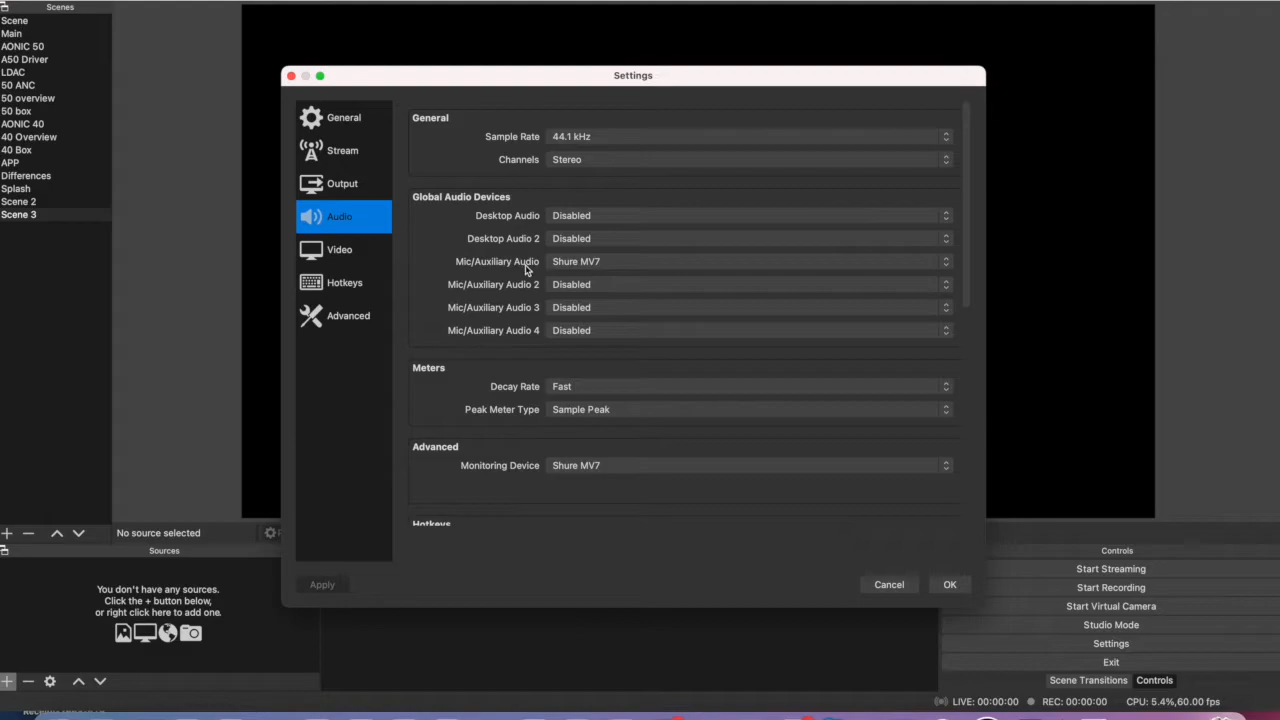 Scenes
Scene
Main
AONIC 50
A50 Driver
LDAC
50 ANC
50 overview
50 box
AONIC 40
40 Overview
40 Box
APP
Differences
Splash
Scene 2
Scene 3
Settings
General
Stream
Output
Audio
Video
Hotkeys
Advanced
General
Sample Rate 44.1 kHz
Channels Stereo
Global Audio Devices
Desktop Audio Disabled
Desktop Audio 2 Disabled
Mic/Auxiliary Audio Shure MV7
Mic/Auxiliary Audio 2 Disabled
Mic/Auxiliary Audio 3 Disabled
Mic/Auxiliary Audio 4 Disabled
Meters
Decay Rate Fast
Peak Meter Type Sample Peak
Advanced
Monitoring Device Shure MV7
Hotkeys
Apply
Cancel
OK
No source selected
Sources
You don't have any sources.
Click the + button below,
or right click here to add one.
Controls
Start Streaming
Start Recording
Start Virtual Camera
Studio Mode
Settings
Exit
Scene Transitions Controls
LIVE: 00:00:00 REC: 00:00:00 CPU: 5.4%,60.00 fps